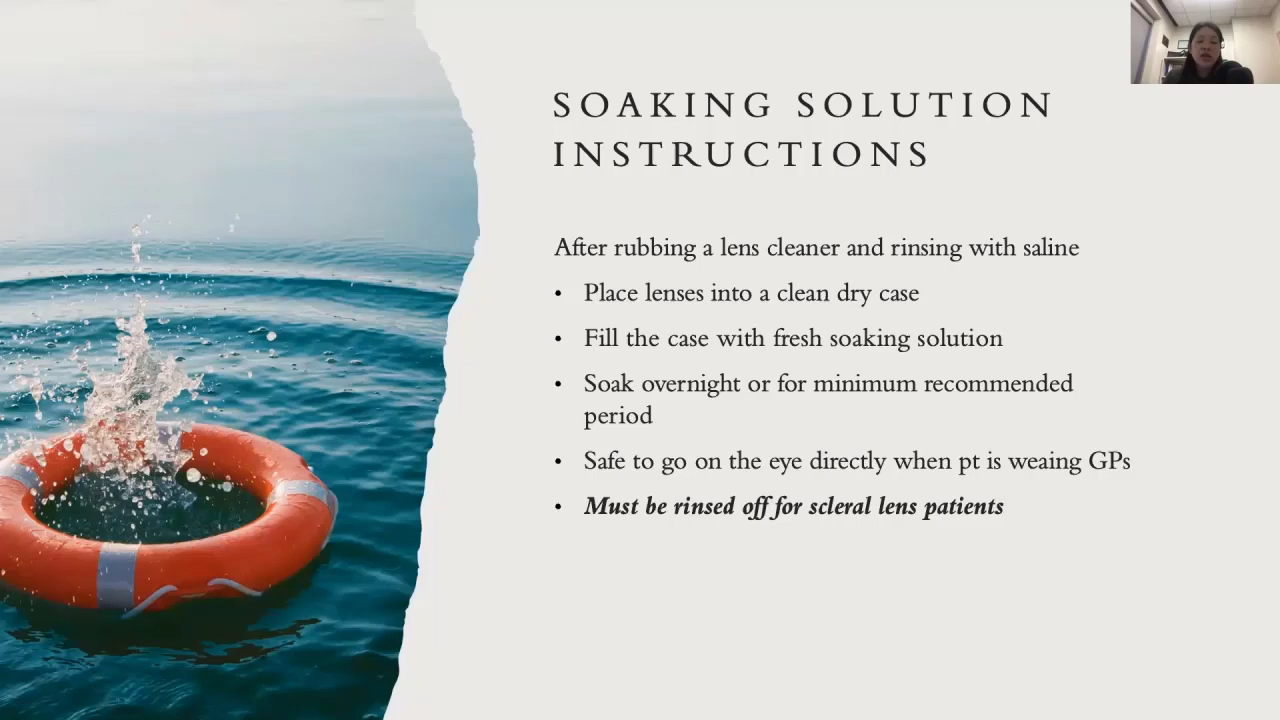 SOAKING SOLUTION
INSTRUCTIONS
After rubbing a lens cleaner and rinsing with saline
• Place lenses into a clean dry case
• Fill the case with fresh soaking solution
• Soak overnight or for minimum recommended
period
• Safe to go on the eye directly when pt is weaing GPs
• Must be rinsed off for scleral lens patients